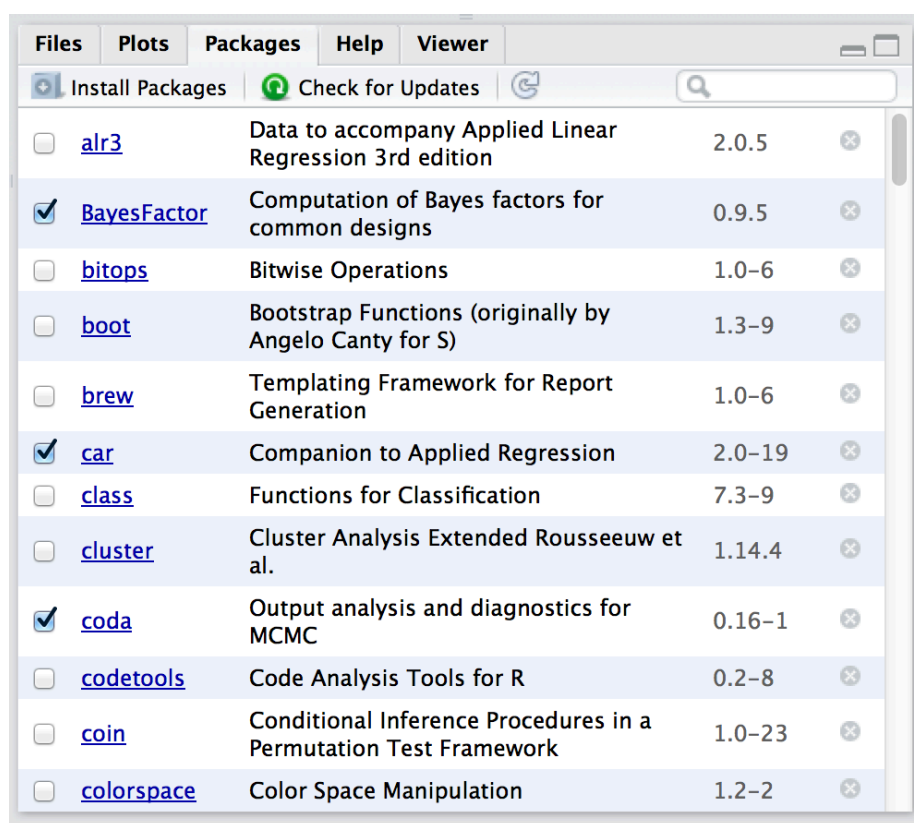 Files Plots Packages Help Viewer
Install Packages Check for Updates
alr3 Data to accompany Applied Linear 2.0.5
Regression 3rd edition
BayesFactor Computation of Bayes factors for 0.9.5
common designs
bitops Bitwise Operations 1.0-6
boot Bootstrap Functions (originally by 1.3-9
Angelo Canty for S)
brew Templating Framework for Report 1.0-6
Generation
car Companion to Applied Regression 2.0-19
class Functions for Classification 7.3-9
cluster Cluster Analysis Extended Rousseeuw et 1.14.4
al.
coda Output analysis and diagnostics for 0.16-1
MCMC
codetools Code Analysis Tools for R 0.2-8
coin Conditional Inference Procedures in a 1.0-23
Permutation Test Framework
colorspace Color Space Manipulation 1.2-2